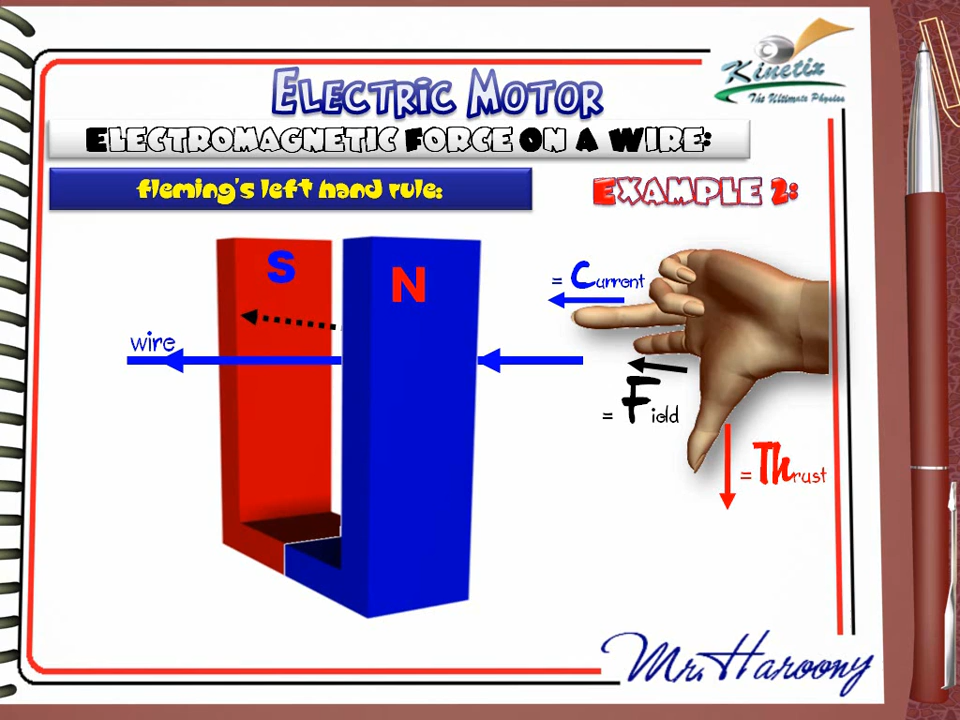 © Kinetix
The Ultimate Physics
Electric Motor
Electromagnetic Force On A Wire:
fleming's left hand rule:
Example 2:
S
N
= Current
wire
= Field
= Thrust
Mr. Haroony